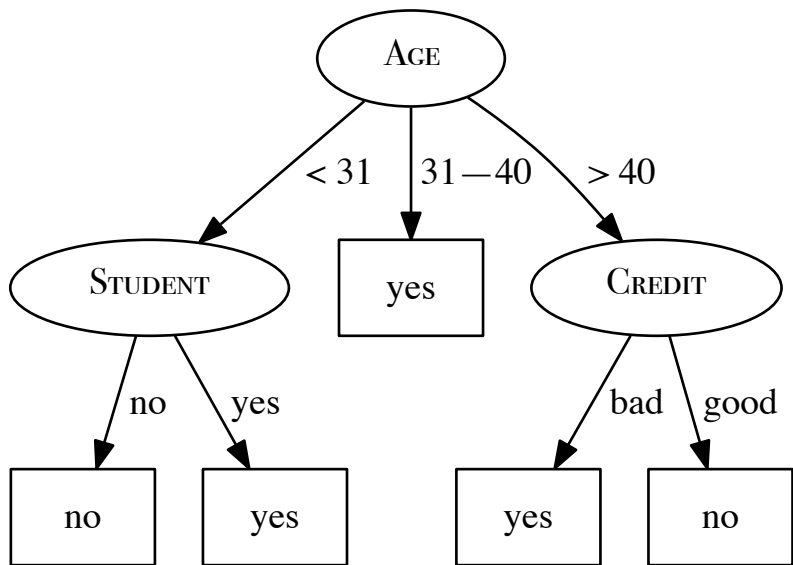 AGE
< 31 31—40 > 40
STUDENT yes CREDIT
no yes bad good
no yes yes no